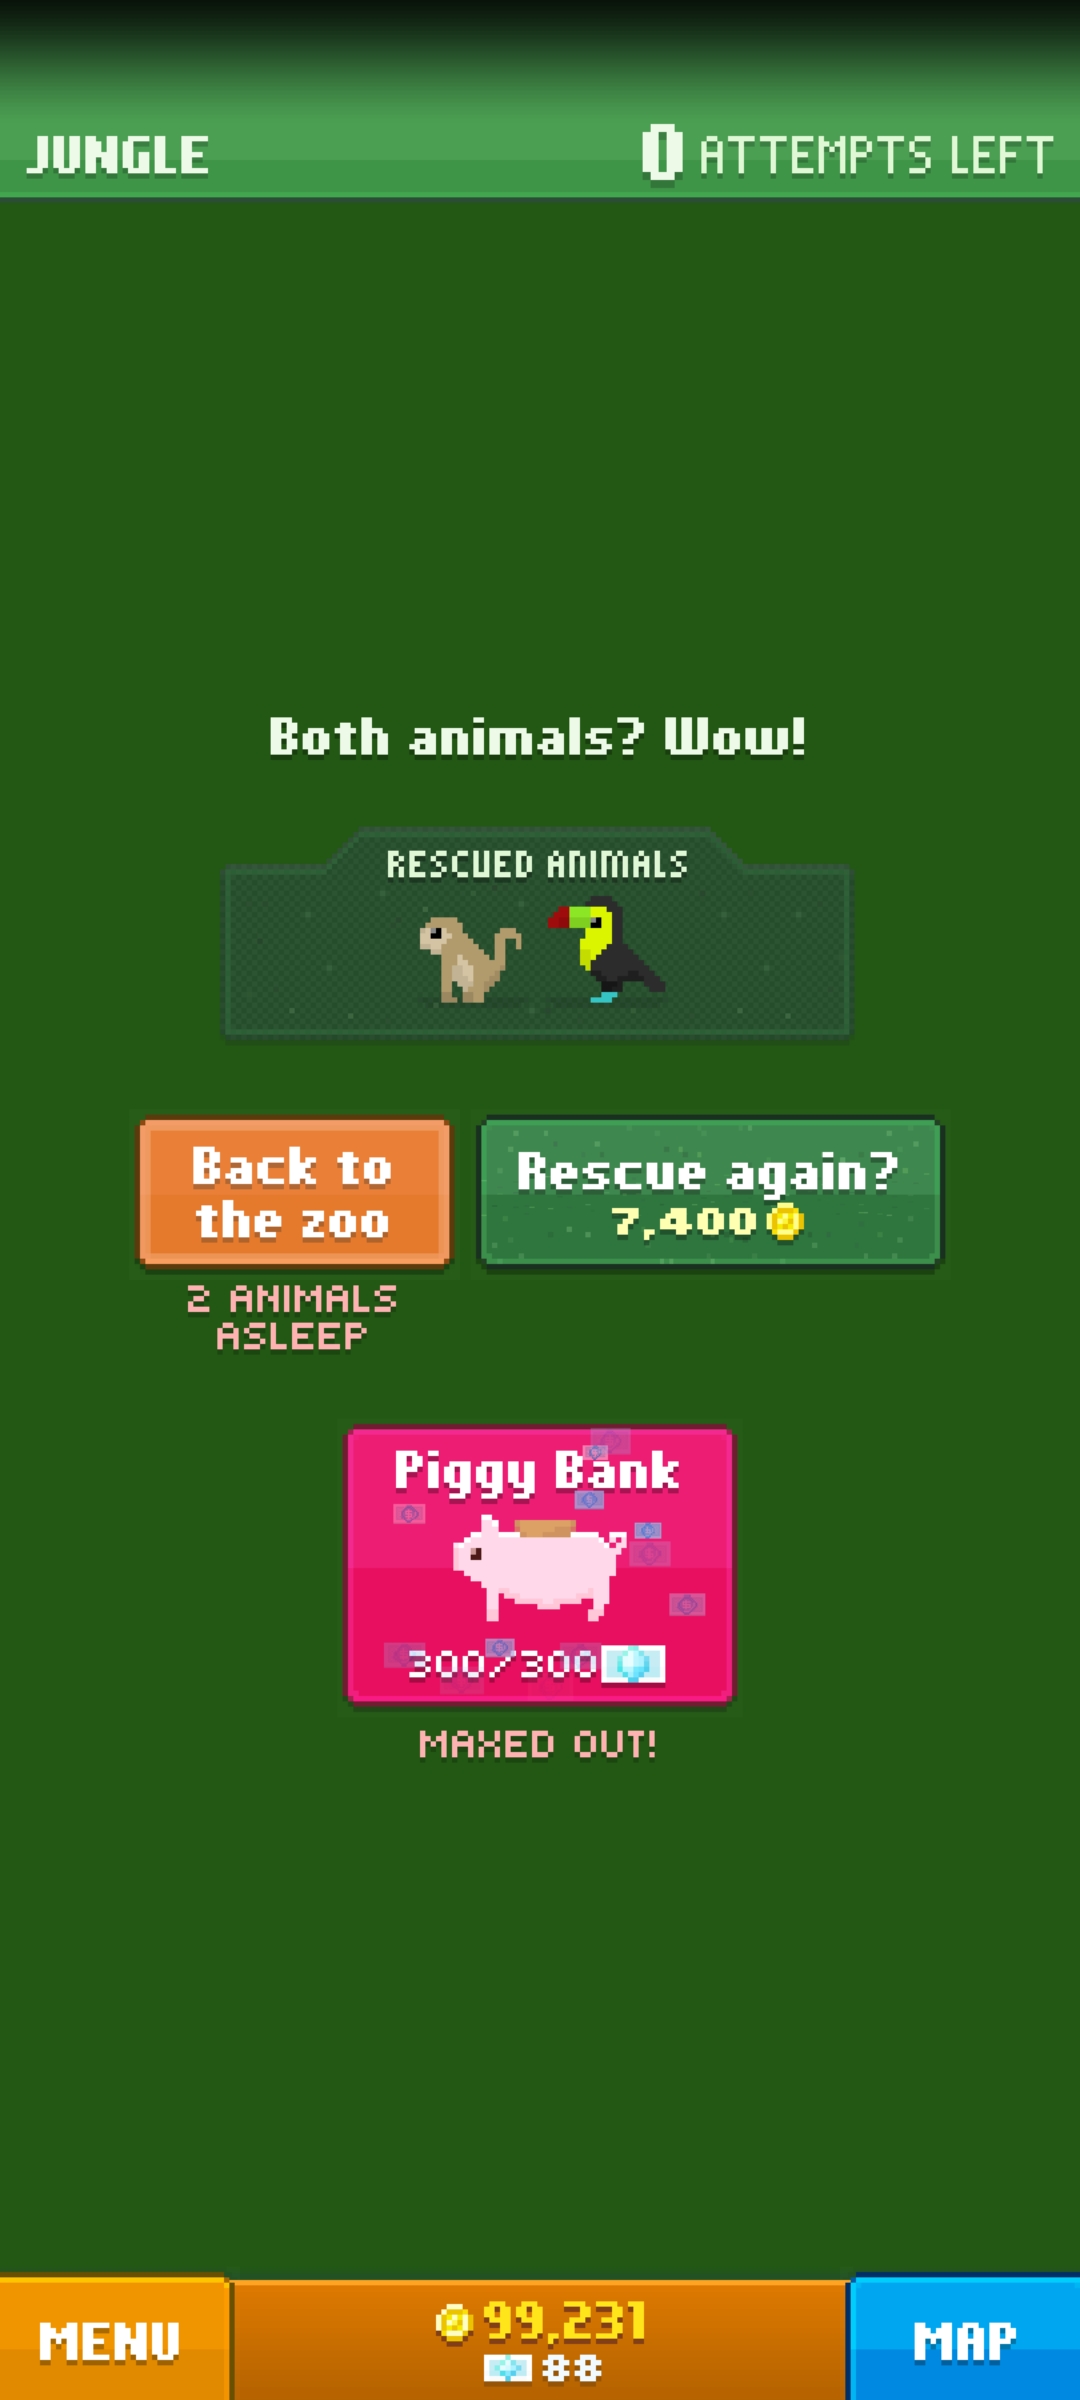 JUNGLE
0 ATTEMPTS LEFT
Both animals? Wow!
RESCUED ANIMALS
Back to
the zoo
Rescue again?
7,400
2 ANIMALS
ASLEEP
Piggy Bank
300/300
MAXED OUT!
MENU
99,231
88
MAP